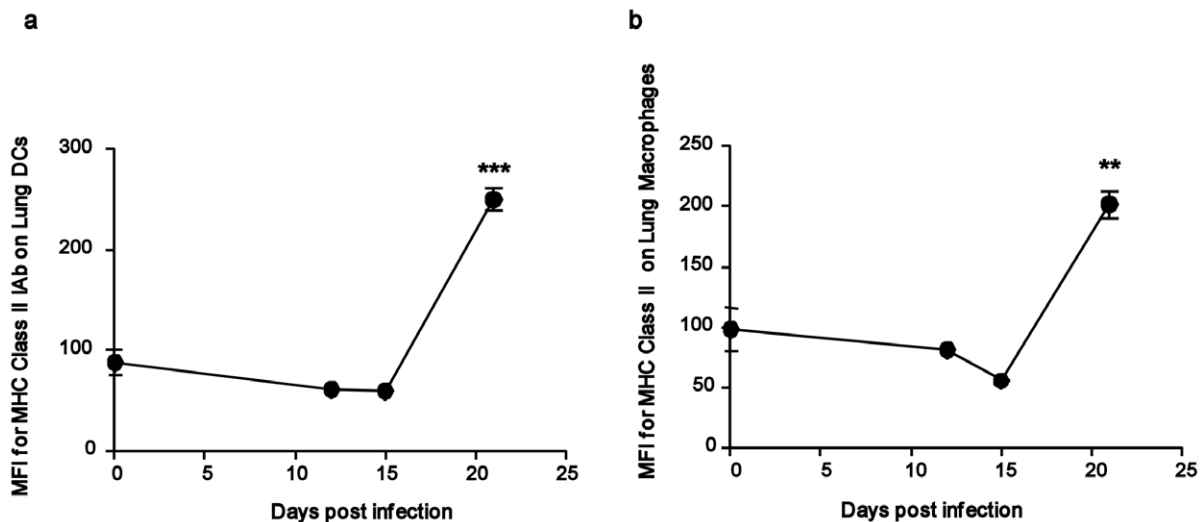 a
MFI for MHC Class II IAb on Lung DCs
300
200
100
0
***
0 5 10 15 20 25
Days post infection
b
MFI for MHC Class II on Lung Macrophages
250
200
150
100
50
0
**
0 5 10 15 20 25
Days post infection